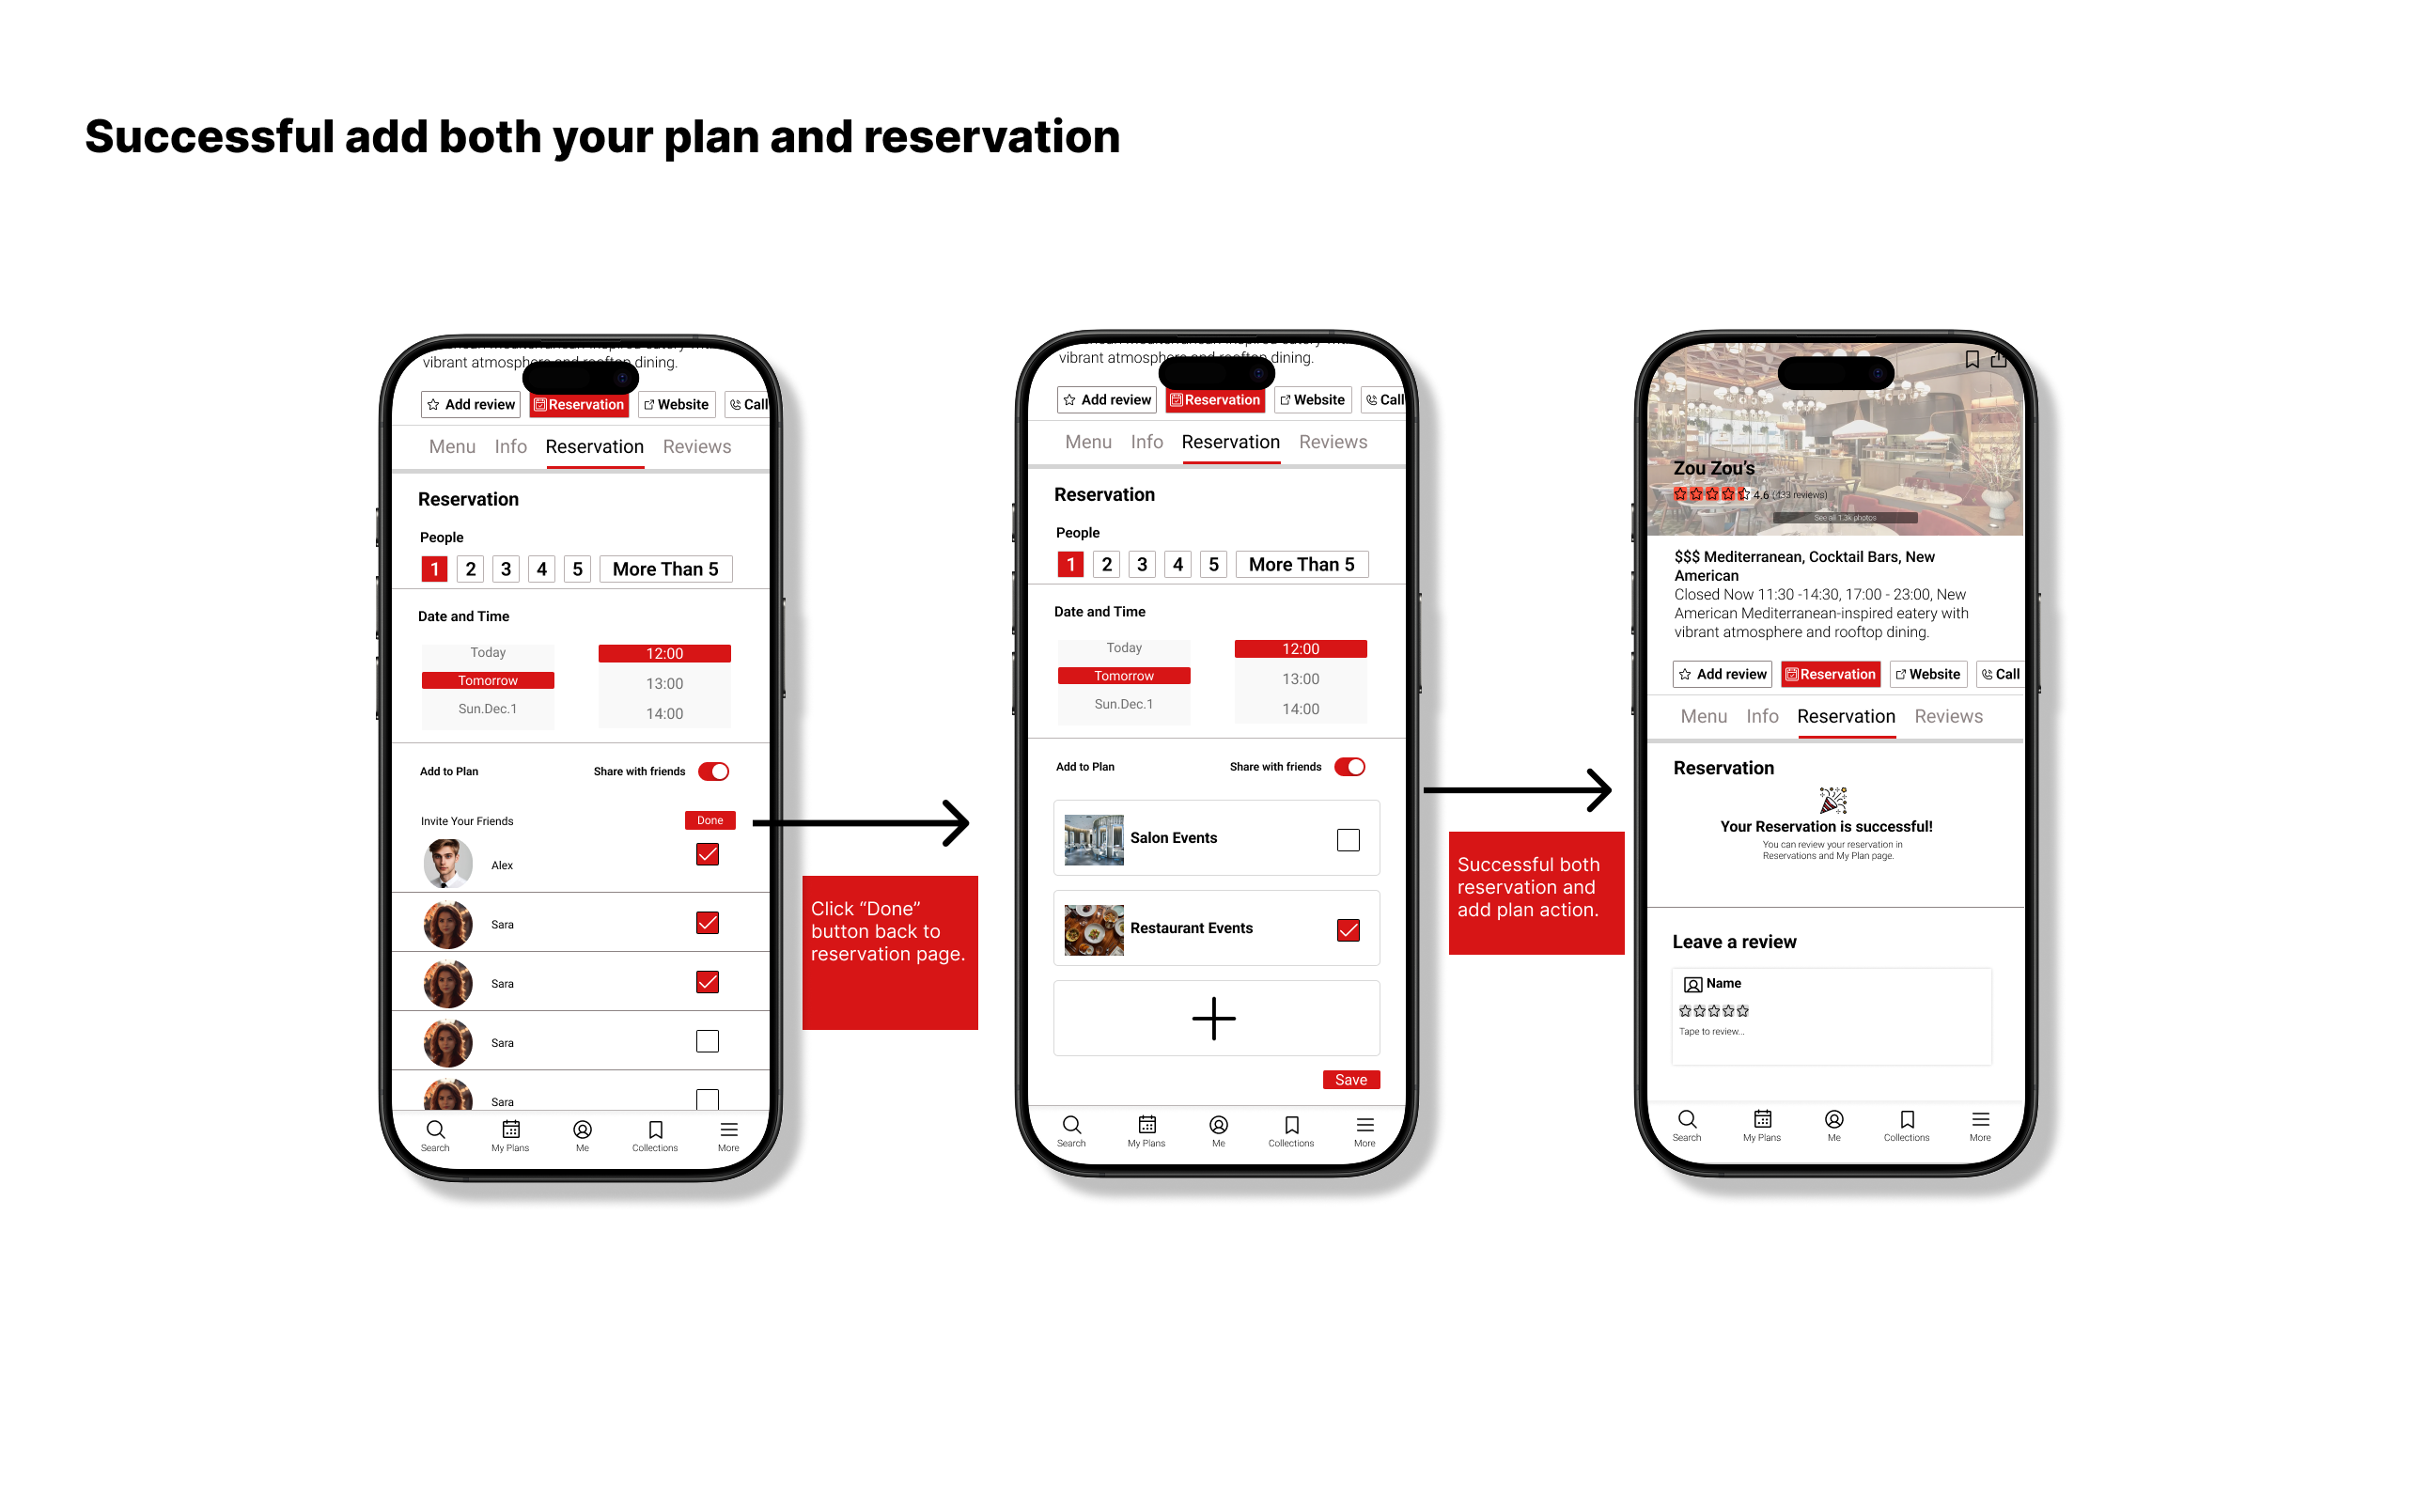 Successful add both your plan and reservation
vibrant atmosphere and rooftop dining.
Add review
Reservation
Website
Call
Menu
Info
Reservation
Reviews
Reservation
People
1
2
3
4
5
More Than 5
Date and Time
Today
12:00
Tomorrow
13:00
Sun.Dec.1
14:00
Add to Plan
Share with friends
Invite Your Friends
Done
Alex
Sara
Sara
Sara
Sara
Search
My Plans
Me
Collections
More
Click “Done”
button back to
reservation page.
vibrant atmosphere and rooftop dining.
Add review
Reservation
Website
Call
Menu
Info
Reservation
Reviews
Reservation
People
1
2
3
4
5
More Than 5
Date and Time
Today
12:00
Tomorrow
13:00
Sun.Dec.1
14:00
Add to Plan
Share with friends
Salon Events
Restaurant Events
Save
Search
My Plans
Me
Collections
More
Successful both
reservation and
add plan action.
Zou Zou’s
4.6 (433 reviews)
See all 1.3k photos
$$$ Mediterranean, Cocktail Bars, New
American
Closed Now 11:30 -14:30, 17:00 - 23:00, New
American Mediterranean-inspired eatery with
vibrant atmosphere and rooftop dining.
Add review
Reservation
Website
Call
Menu
Info
Reservation
Reviews
Reservation
Your Reservation is successful!
You can review your reservation in
Reservations and My Plan page.
Leave a review
Name
Tape to review...
Search
My Plans
Me
Collections
More